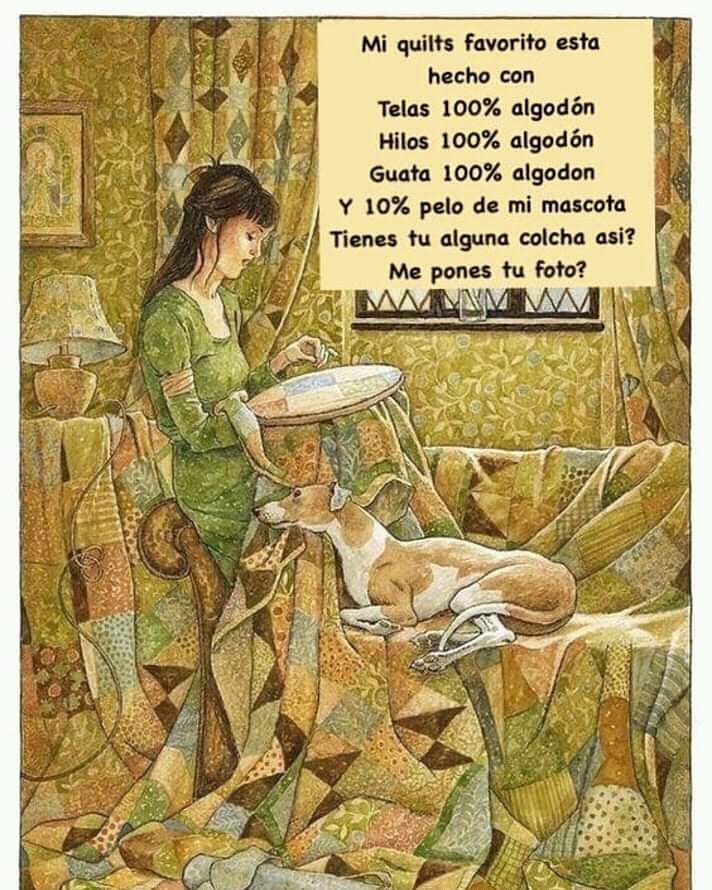 Mi quilts favorito esta
hecho con
Telas 100% algodón
Hilos 100% algodón
Guata 100% algodon
Y 10% pelo de mi mascota
Tienes tu alguna colcha asi?
Me pones tu foto?